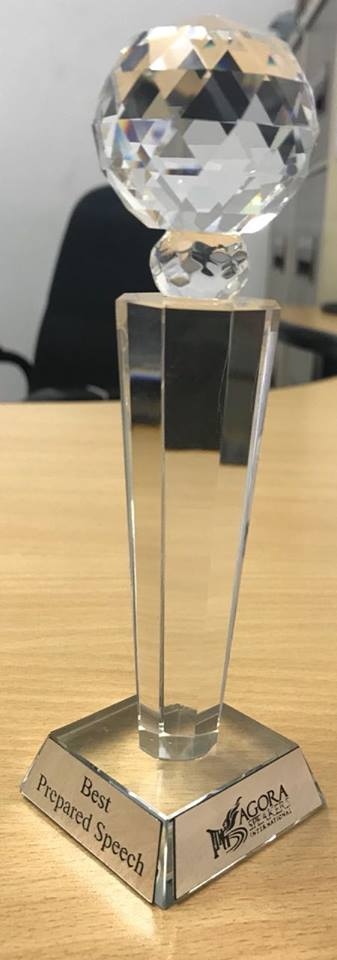 Best
Prepared Speech
AGORA
SPEAKERS
INTERNATIONAL